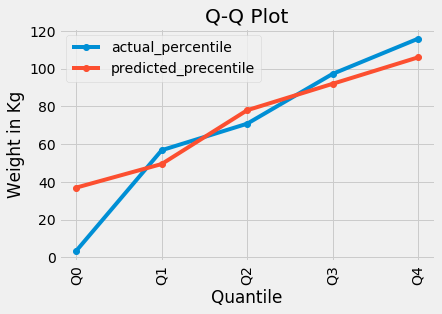 Q-Q Plot
actual_percentile
predicted_precentile
Weight in Kg
120
100
80
60
40
20
0
Q0
Q1
Q2
Q3
Q4
Quantile